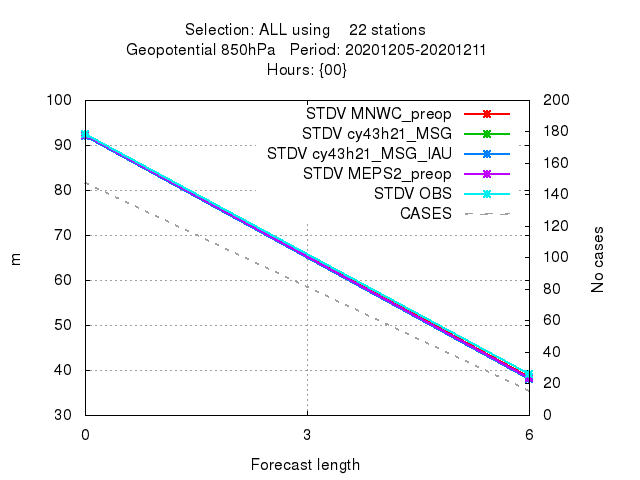 Selection: ALL using    22 stations
Geopotential 850hPa   Period: 20201205-20201211
Hours: {00}
100
90
80
70
60
50
40
30
200
180
160
140
120
100
80
60
40
20
0
STDV MNWC_preop
STDV cy43h21_MSG
STDV cy43h21_MSG_IAU
STDV MEPS2_preop
STDV OBS
CASES
m
No cases
0
3
6
Forecast length